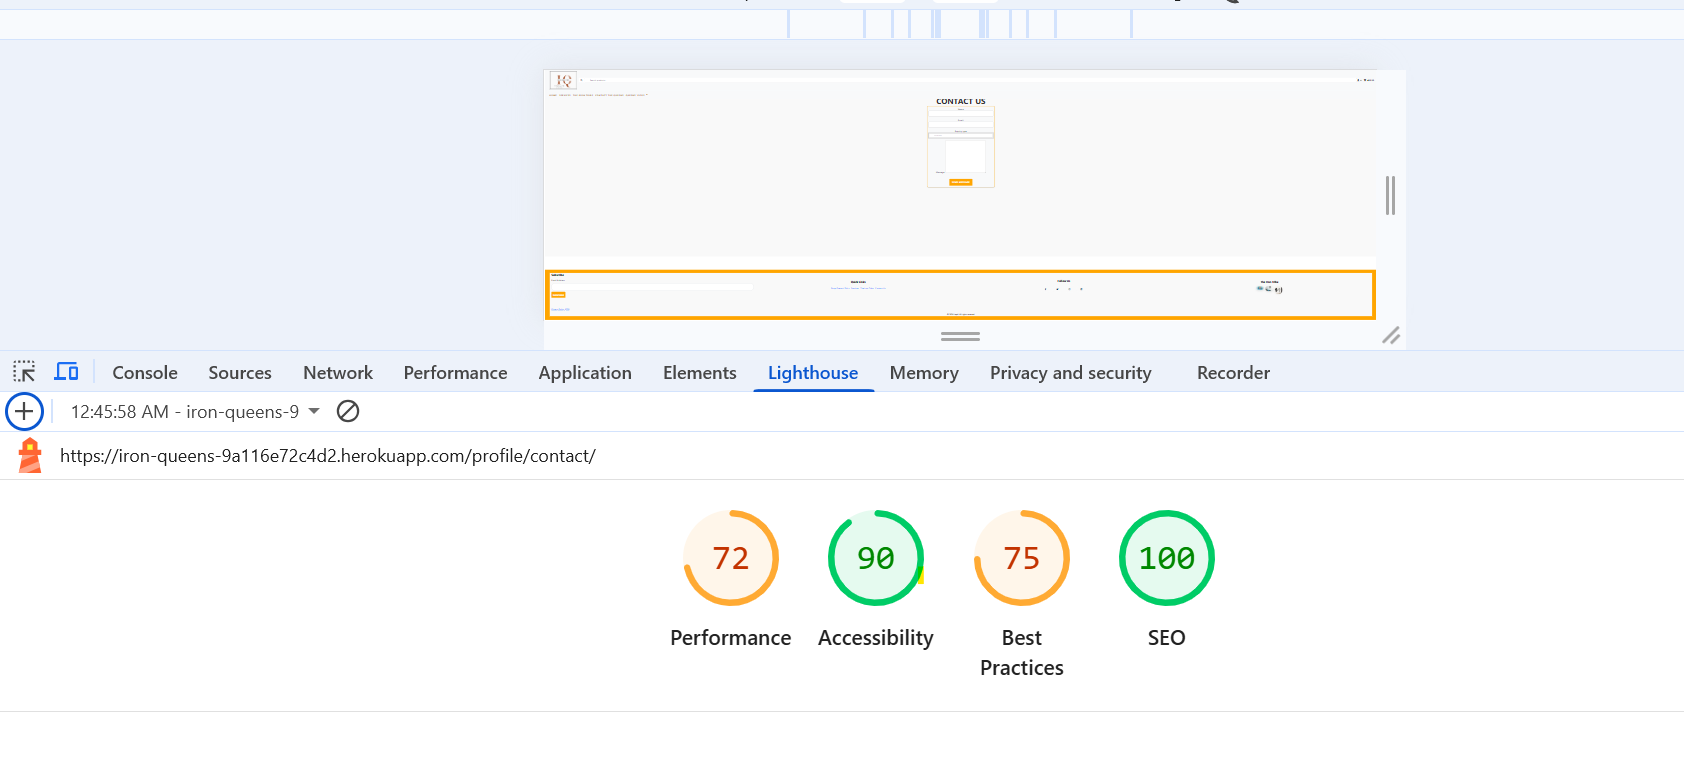 IQ
CONTACT US
Console Sources Network Performance Application Elements Lighthouse Memory Privacy and security Recorder
12:45:58 AM - iron-queens-9
https://iron-queens-9a116e72c4d2.herokuapp.com/profile/contact/
72 90 75 100
Performance Accessibility Best Practices SEO